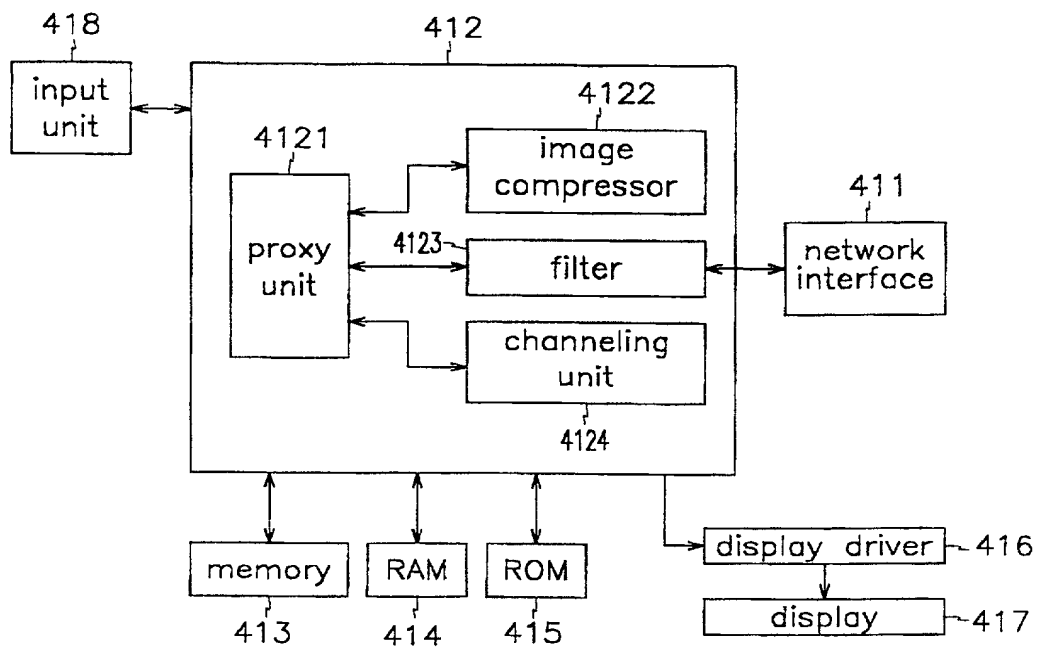 418
input
unit
412
4121
proxy
unit
4122
image
compressor
4123
filter
channeling
unit
4124
411
network
interface
memory
413
RAM
414
ROM
415
display driver
416
display
417